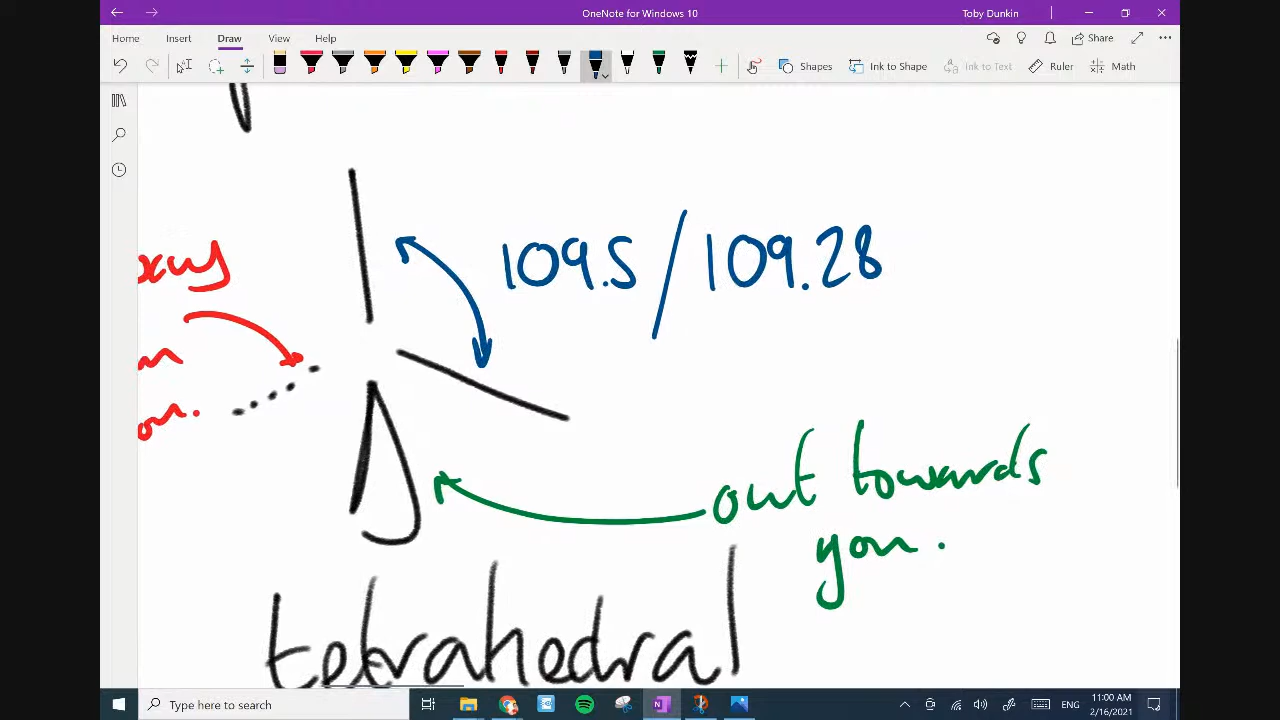 OneNote for Windows 10
Toby Dunkin
Home Insert Draw View Help
Share
Shapes
Ink to Shape
Ink to Text
Ruler
Math
109.5/109.28
out towards
you.
tetrahedral
Type here to search
ENG
11:00 AM
2/16/2021